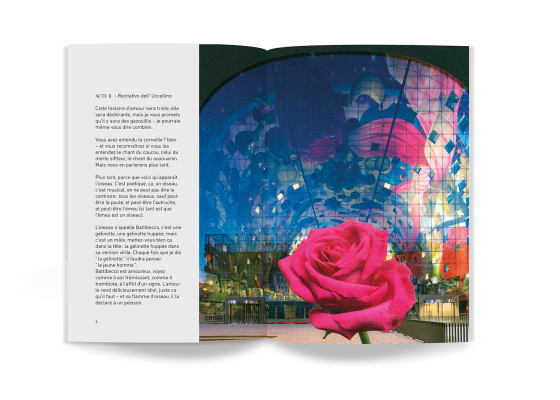 ACTE II : Recitativo dell'Uccellino
Cette histoire d'amour sera triste, elle
sera déchirante, mais je vous promets
qu'il y aura des gazouillis – je pourrais
même vous dire combien.
Vous avez entendu la corneille ? bien
– et vous reconnaîtrez si vous les
entendez le chant du coucou, celui du
merle siffleur, le chant du ouaouaron.
Mais nous en parlerons plus tard.
Plus tard, parce que voici qu'apparaît
l'oiseau. C'est poétique, ça, un oiseau,
c'est musical, on ne peut pas dire le
contraire: tous les oiseaux, sauf peut-
être la poule, et peut-être l'autruche,
et peut-être l'émeu (si tant est que
l'émeu est un oiseau).
L'oiseau s'appelle Battibecco, c'est une
gélinotte, une gélinotte huppée, mais
c'est un mâle, mettez-vous bien ça
dans la tête : la gélinotte huppée dans
sa version virile. Chaque fois que je dis
"la gélinotte" il faudra penser
"le jeune homme".
Battibecco est amoureux, voyez
comme il est frémissant, comme il
tremblote, à l'affût d'un signe. L'amour
le rend délicieusement idiot, juste ce
qu'il faut – et sa flamme d'oiseau, il la
déclare à un poisson.
6